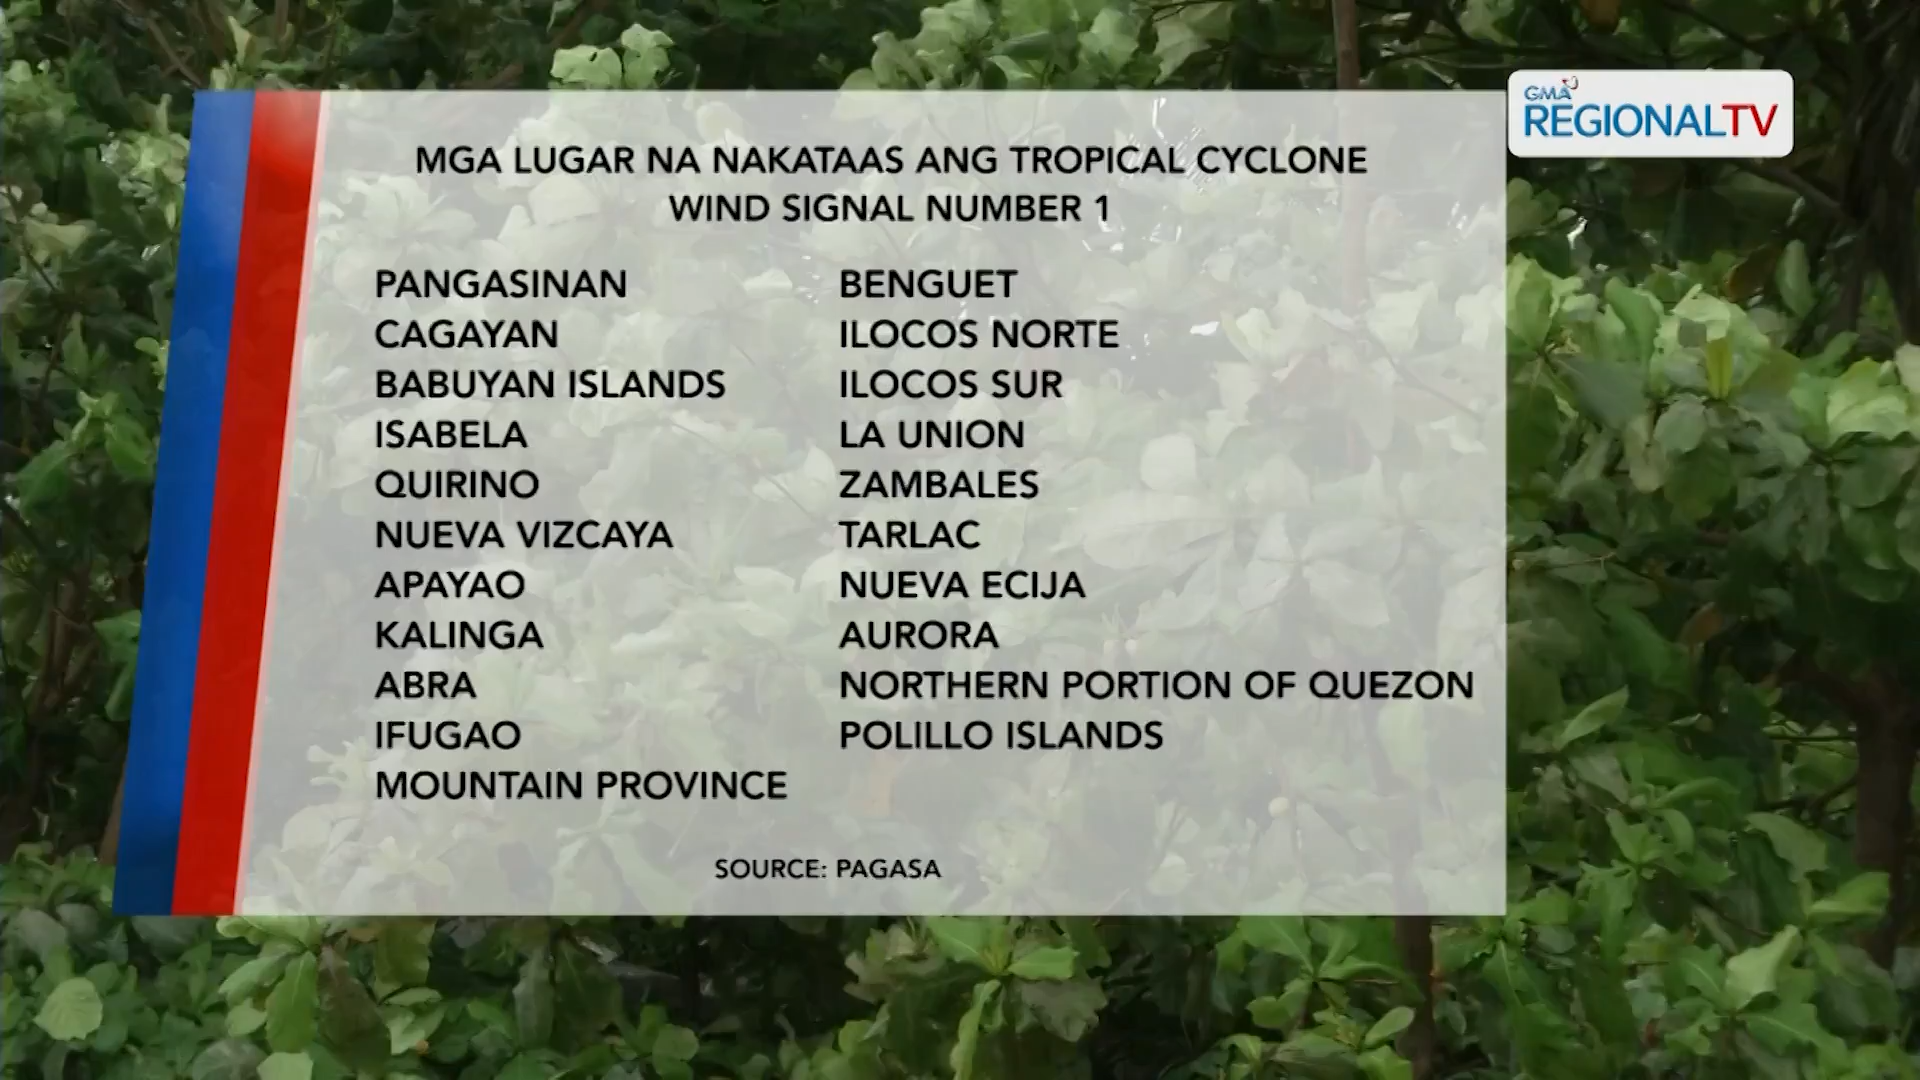 GMA
REGIONALTV
MGA LUGAR NA NAKATAAS ANG TROPICAL CYCLONE
WIND SIGNAL NUMBER 1
PANGASINAN
CAGAYAN
BABUYAN ISLANDS
ISABELA
QUIRINO
NUEVA VIZCAYA
APAYAO
KALINGA
ABRA
IFUGAO
MOUNTAIN PROVINCE
BENGUET
ILOCOS NORTE
ILOCOS SUR
LA UNION
ZAMBALES
TARLAC
NUEVA ECIJA
AURORA
NORTHERN PORTION OF QUEZON
POLILLO ISLANDS
SOURCE: PAGASA